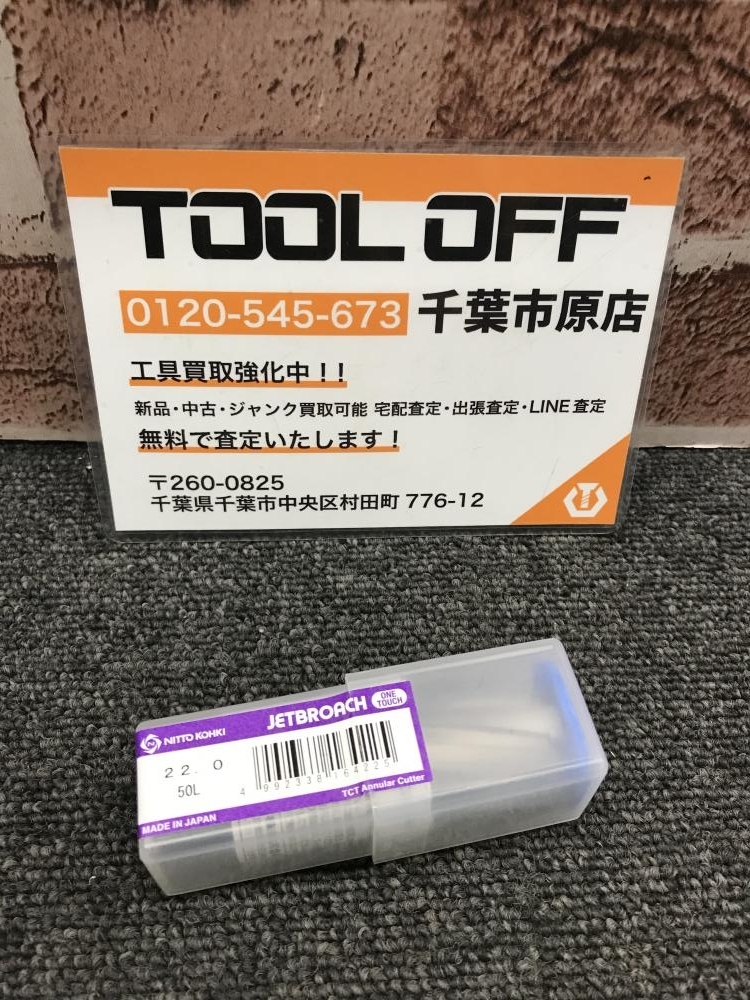 TOOL OFF
0120-545-673 千葉市原店
工具買取強化中!!
新品・中古・ジャンク買取可能 宅配査定・出張査定・LINE査定
無料で査定いたします!
〒260-0825
千葉県千葉市中央区村田町 776-12
NITTO KOHKI
JETBROACH ONE TOUCH
22.0
50L
4 992338 164225
TCT Annular Cutter
MADE IN JAPAN